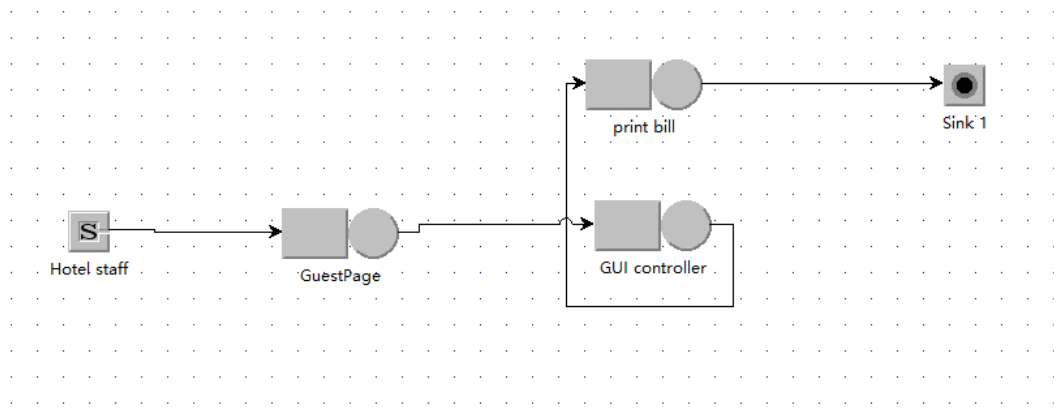 print bill
Sink 1
S
Hotel staff
GuestPage
GUI controller